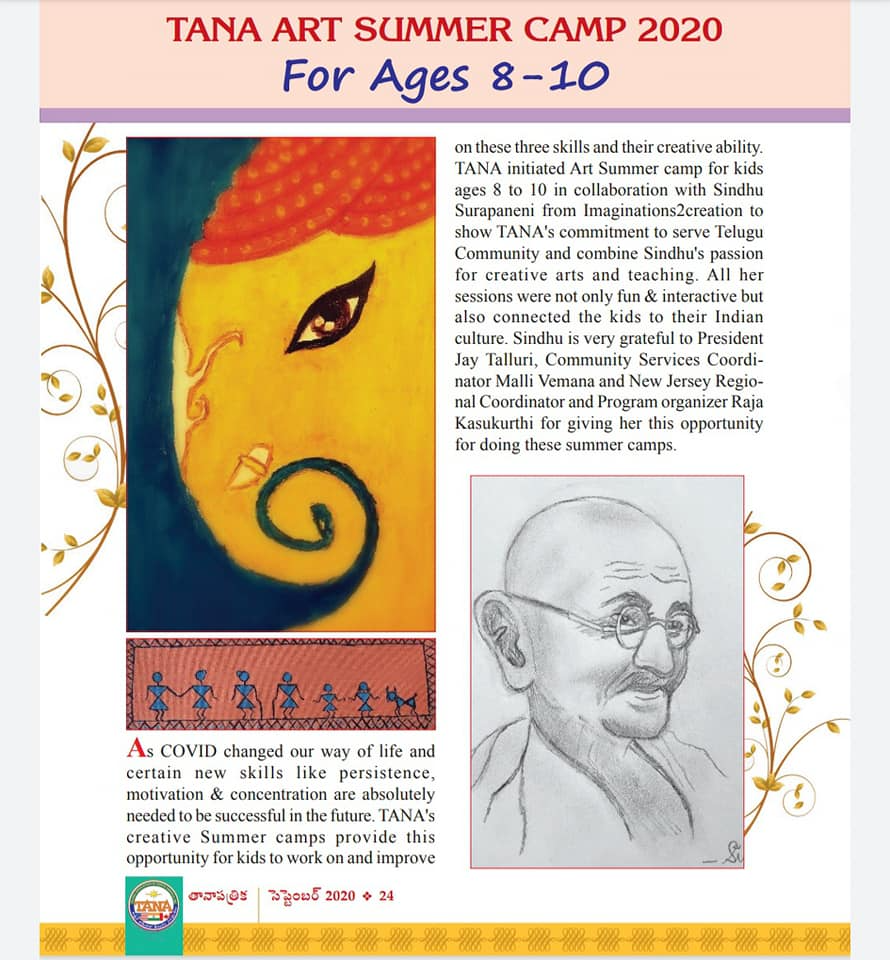 TANA ART SUMMER CAMP 2020
For Ages 8-10
As COVID changed our way of life and
certain new skills like persistence,
motivation & concentration are absolutely
needed to be successful in the future. TANA's
creative Summer camps provide this
opportunity for kids to work on and improve
on these three skills and their creative ability.
TANA initiated Art Summer camp for kids
ages 8 to 10 in collaboration with Sindhu
Surapaneni from Imaginations2creation to
show TANA's commitment to serve Telugu
Community and combine Sindhu's passion
for creative arts and teaching. All her
sessions were not only fun & interactive but
also connected the kids to their Indian
culture. Sindhu is very grateful to President
Jay Talluri, Community Services Coordi-
nator Malli Vemana and New Jersey Regio-
nal Coordinator and Program organizer Raja
Kasukurthi for giving her this opportunity
for doing these summer camps.
TANA
తానాపత్రిక
సెప్టెంబర్ 2020 ❖ 24